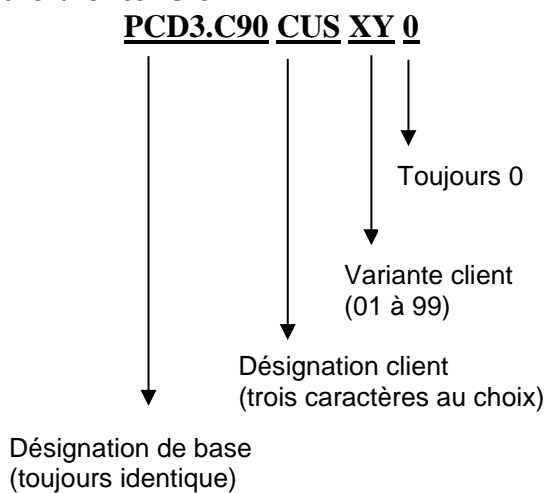 PCD3.C90 CUS XY 0
Toujours 0
Variante client
(01 à 99)
Désignation client
(trois caractères au choix)
Désignation de base
(toujours identique)